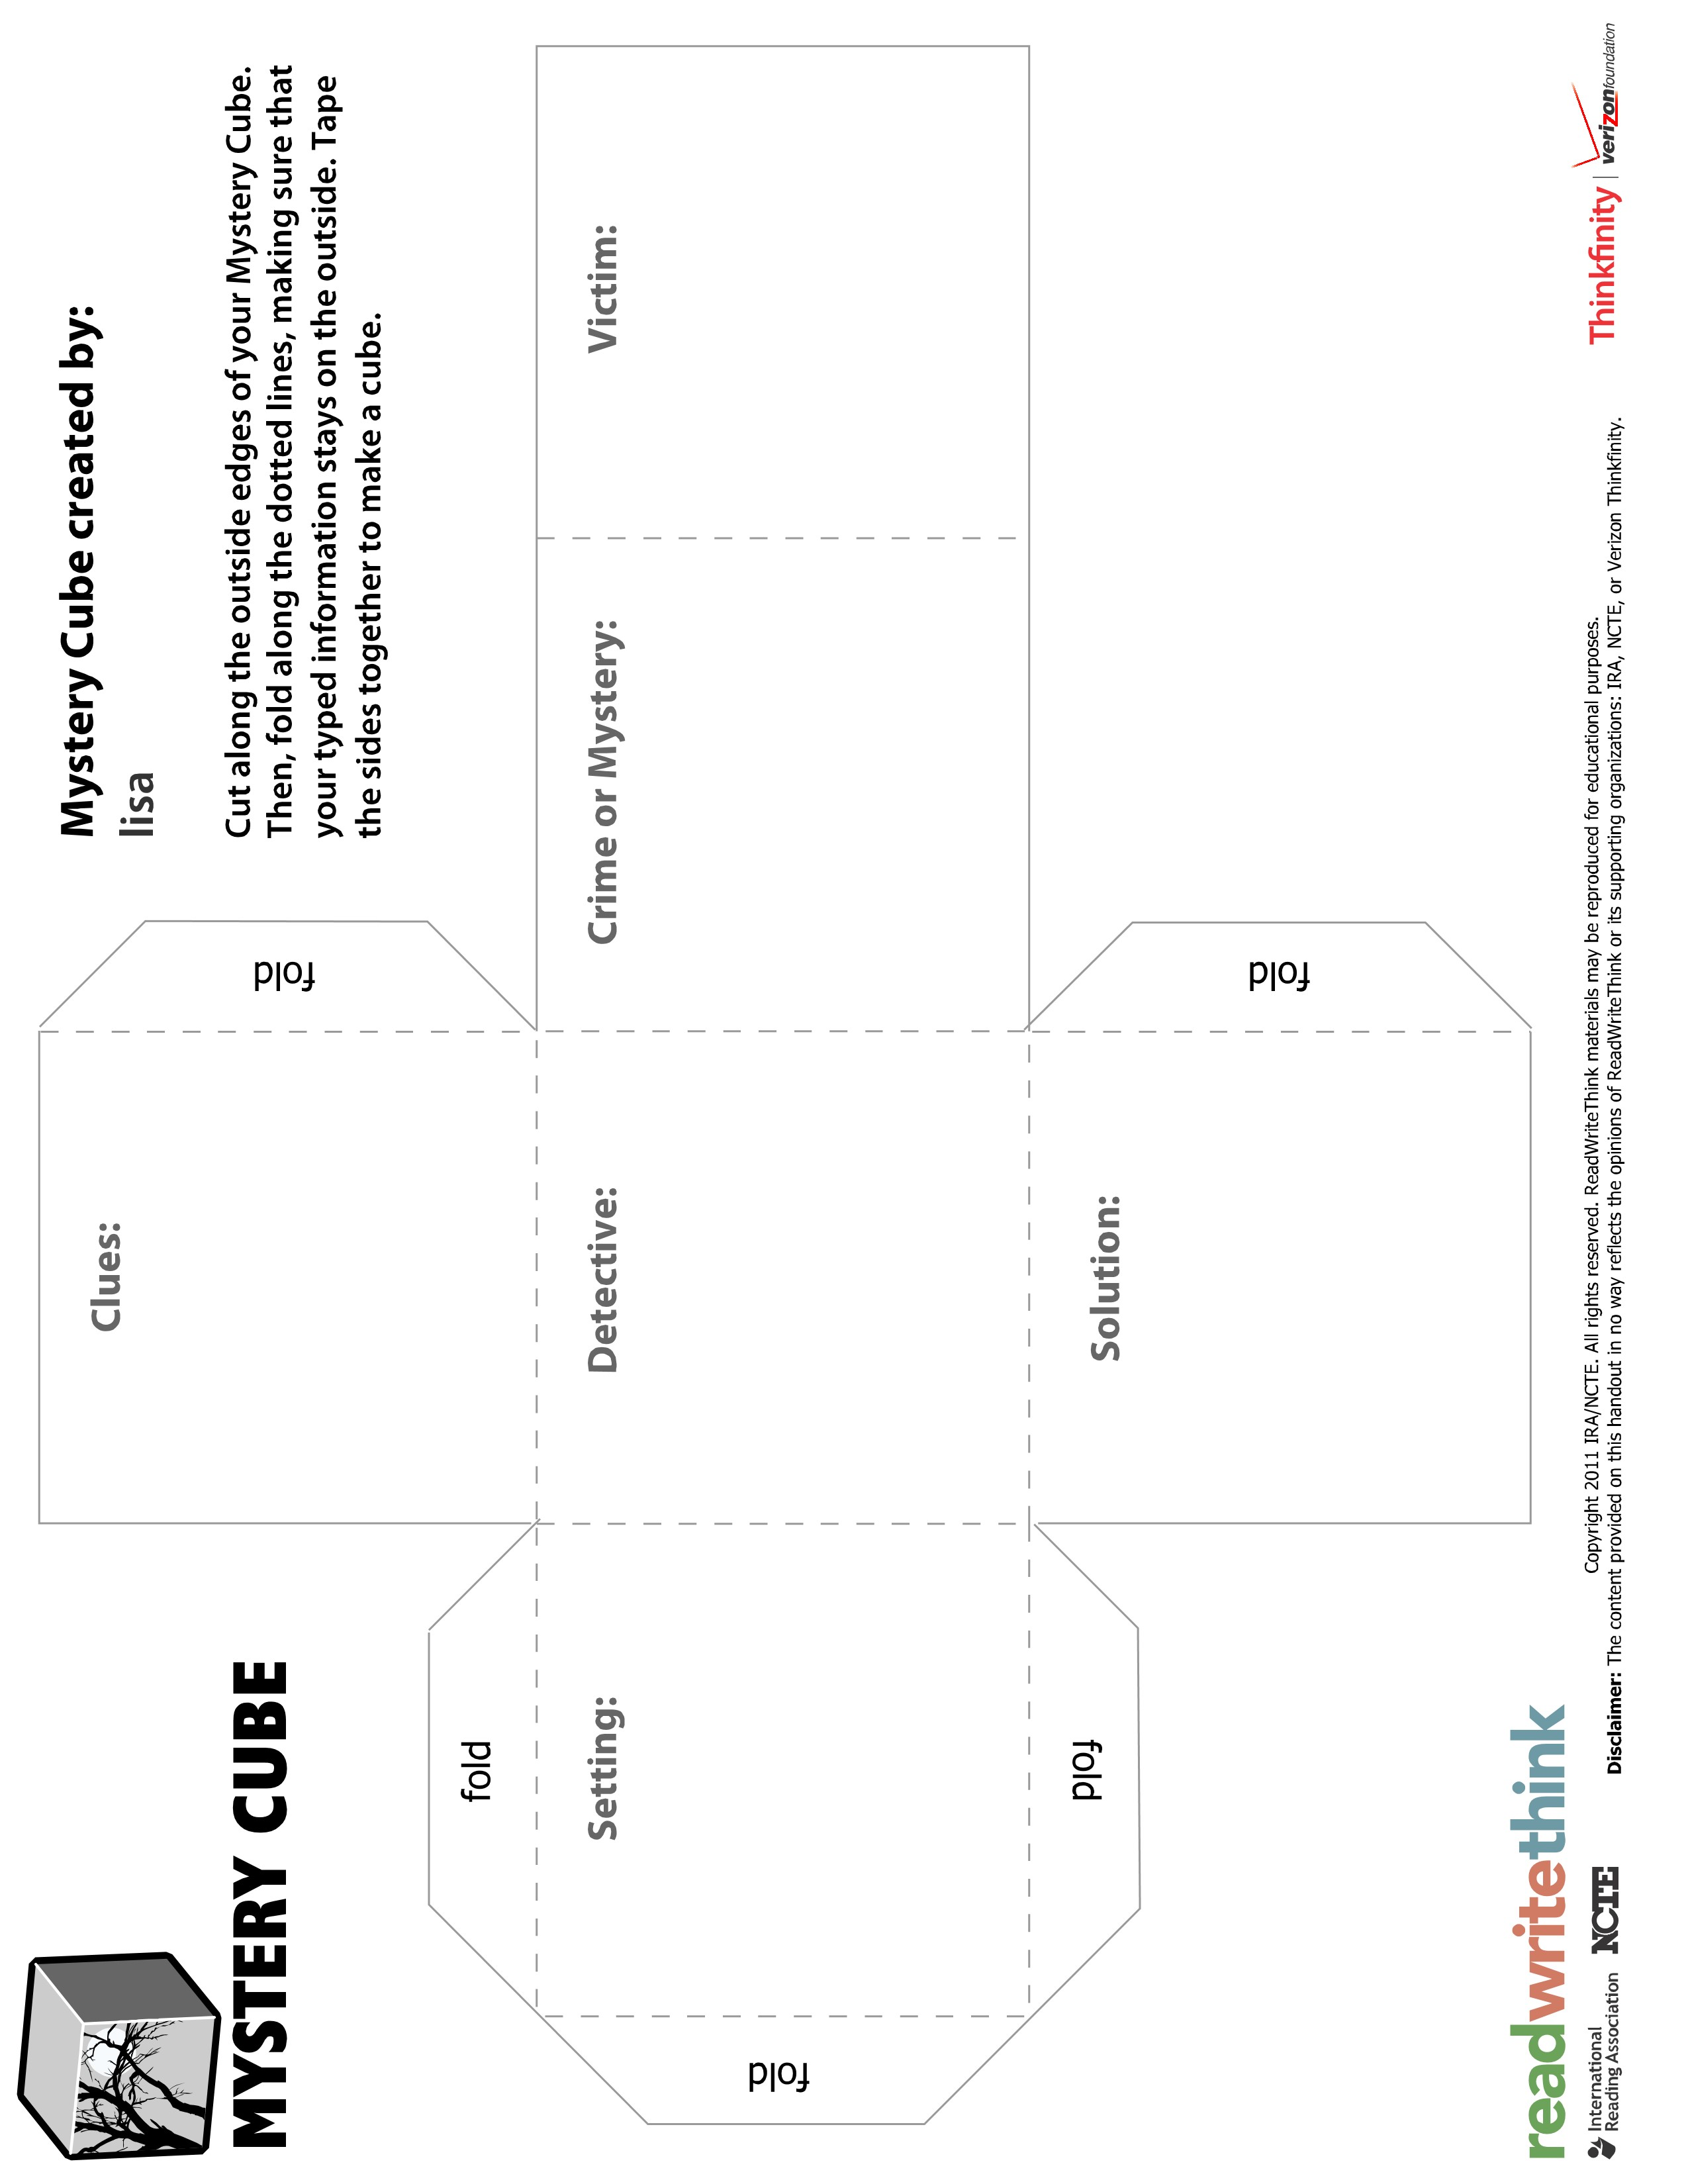 MYSTERY CUBE
Mystery Cube created by:
lisa
Cut along the outside edges of your Mystery Cube.
Then, fold along the dotted lines, making sure that
your typed information stays on the outside. Tape
the sides together to make a cube.
Clues:
fold
fold
Setting:
Detective:
Crime or Mystery:
Victim:
fold
fold
Solution:
fold
readwritethink
International
Reading Association
NCTE
Copyright 2011 IRA/NCTE. All rights reserved. ReadWriteThink materials may be reproduced for educational purposes.
Disclaimer: The content provided on this handout in no way reflects the opinions of ReadWriteThink or its supporting organizations: IRA, NCTE, or Verizon Thinkfinity.
Thinkfinity
verizonfoundation